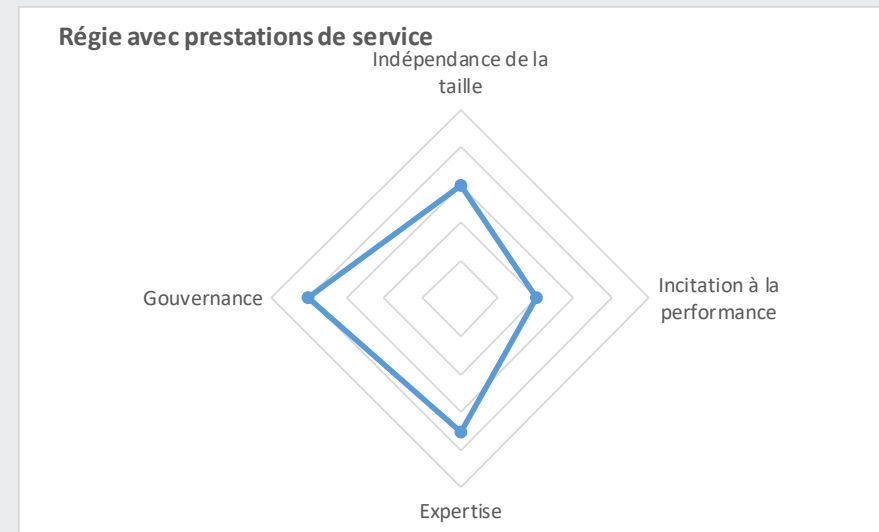 Régie avec prestations de service
Indépendance de la
taille
Gouvernance
Incitation à la
performance
Expertise